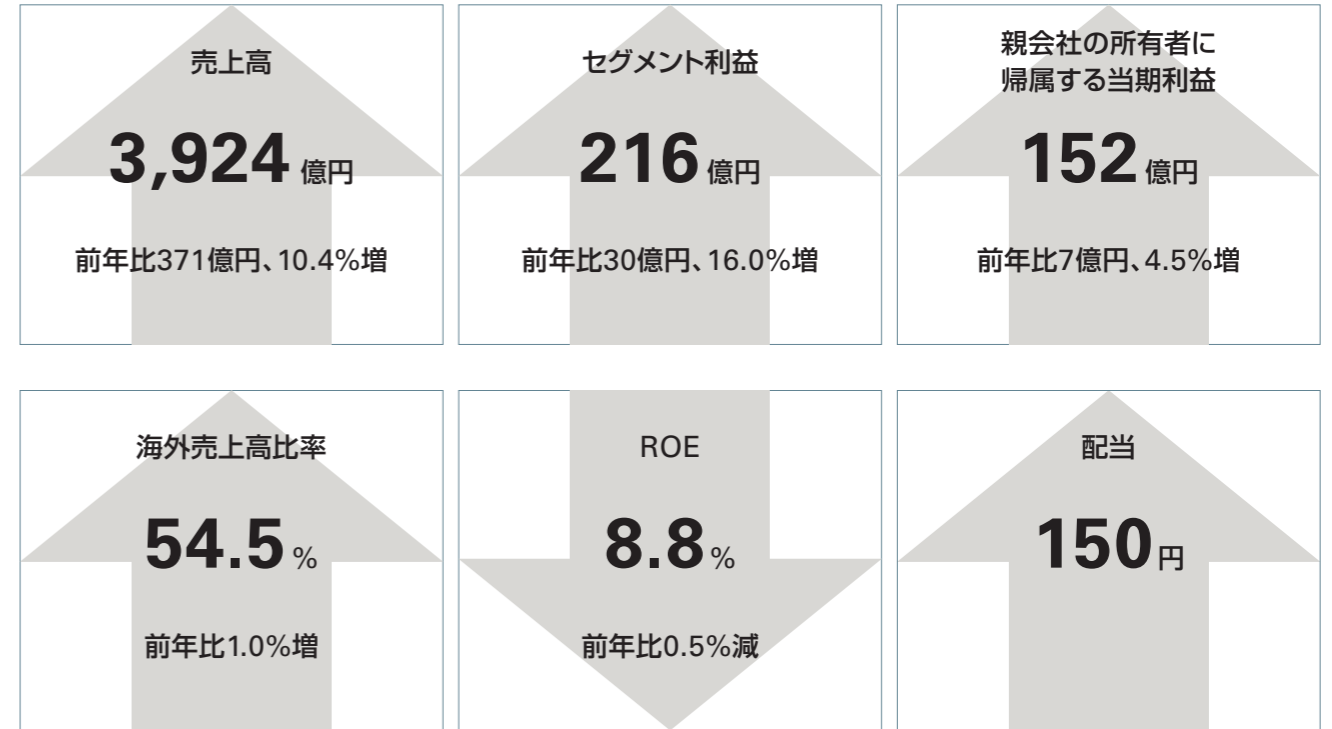 売上高
3,924 億円
前年比371億円、10.4%増
セグメント利益
216 億円
前年比30億円、16.0%増
親会社の所有者に
帰属する当期利益
152 億円
前年比7億円、4.5%増
海外売上高比率
54.5 %
前年比1.0%増
ROE
8.8 %
前年比0.5%減
配当
150 円